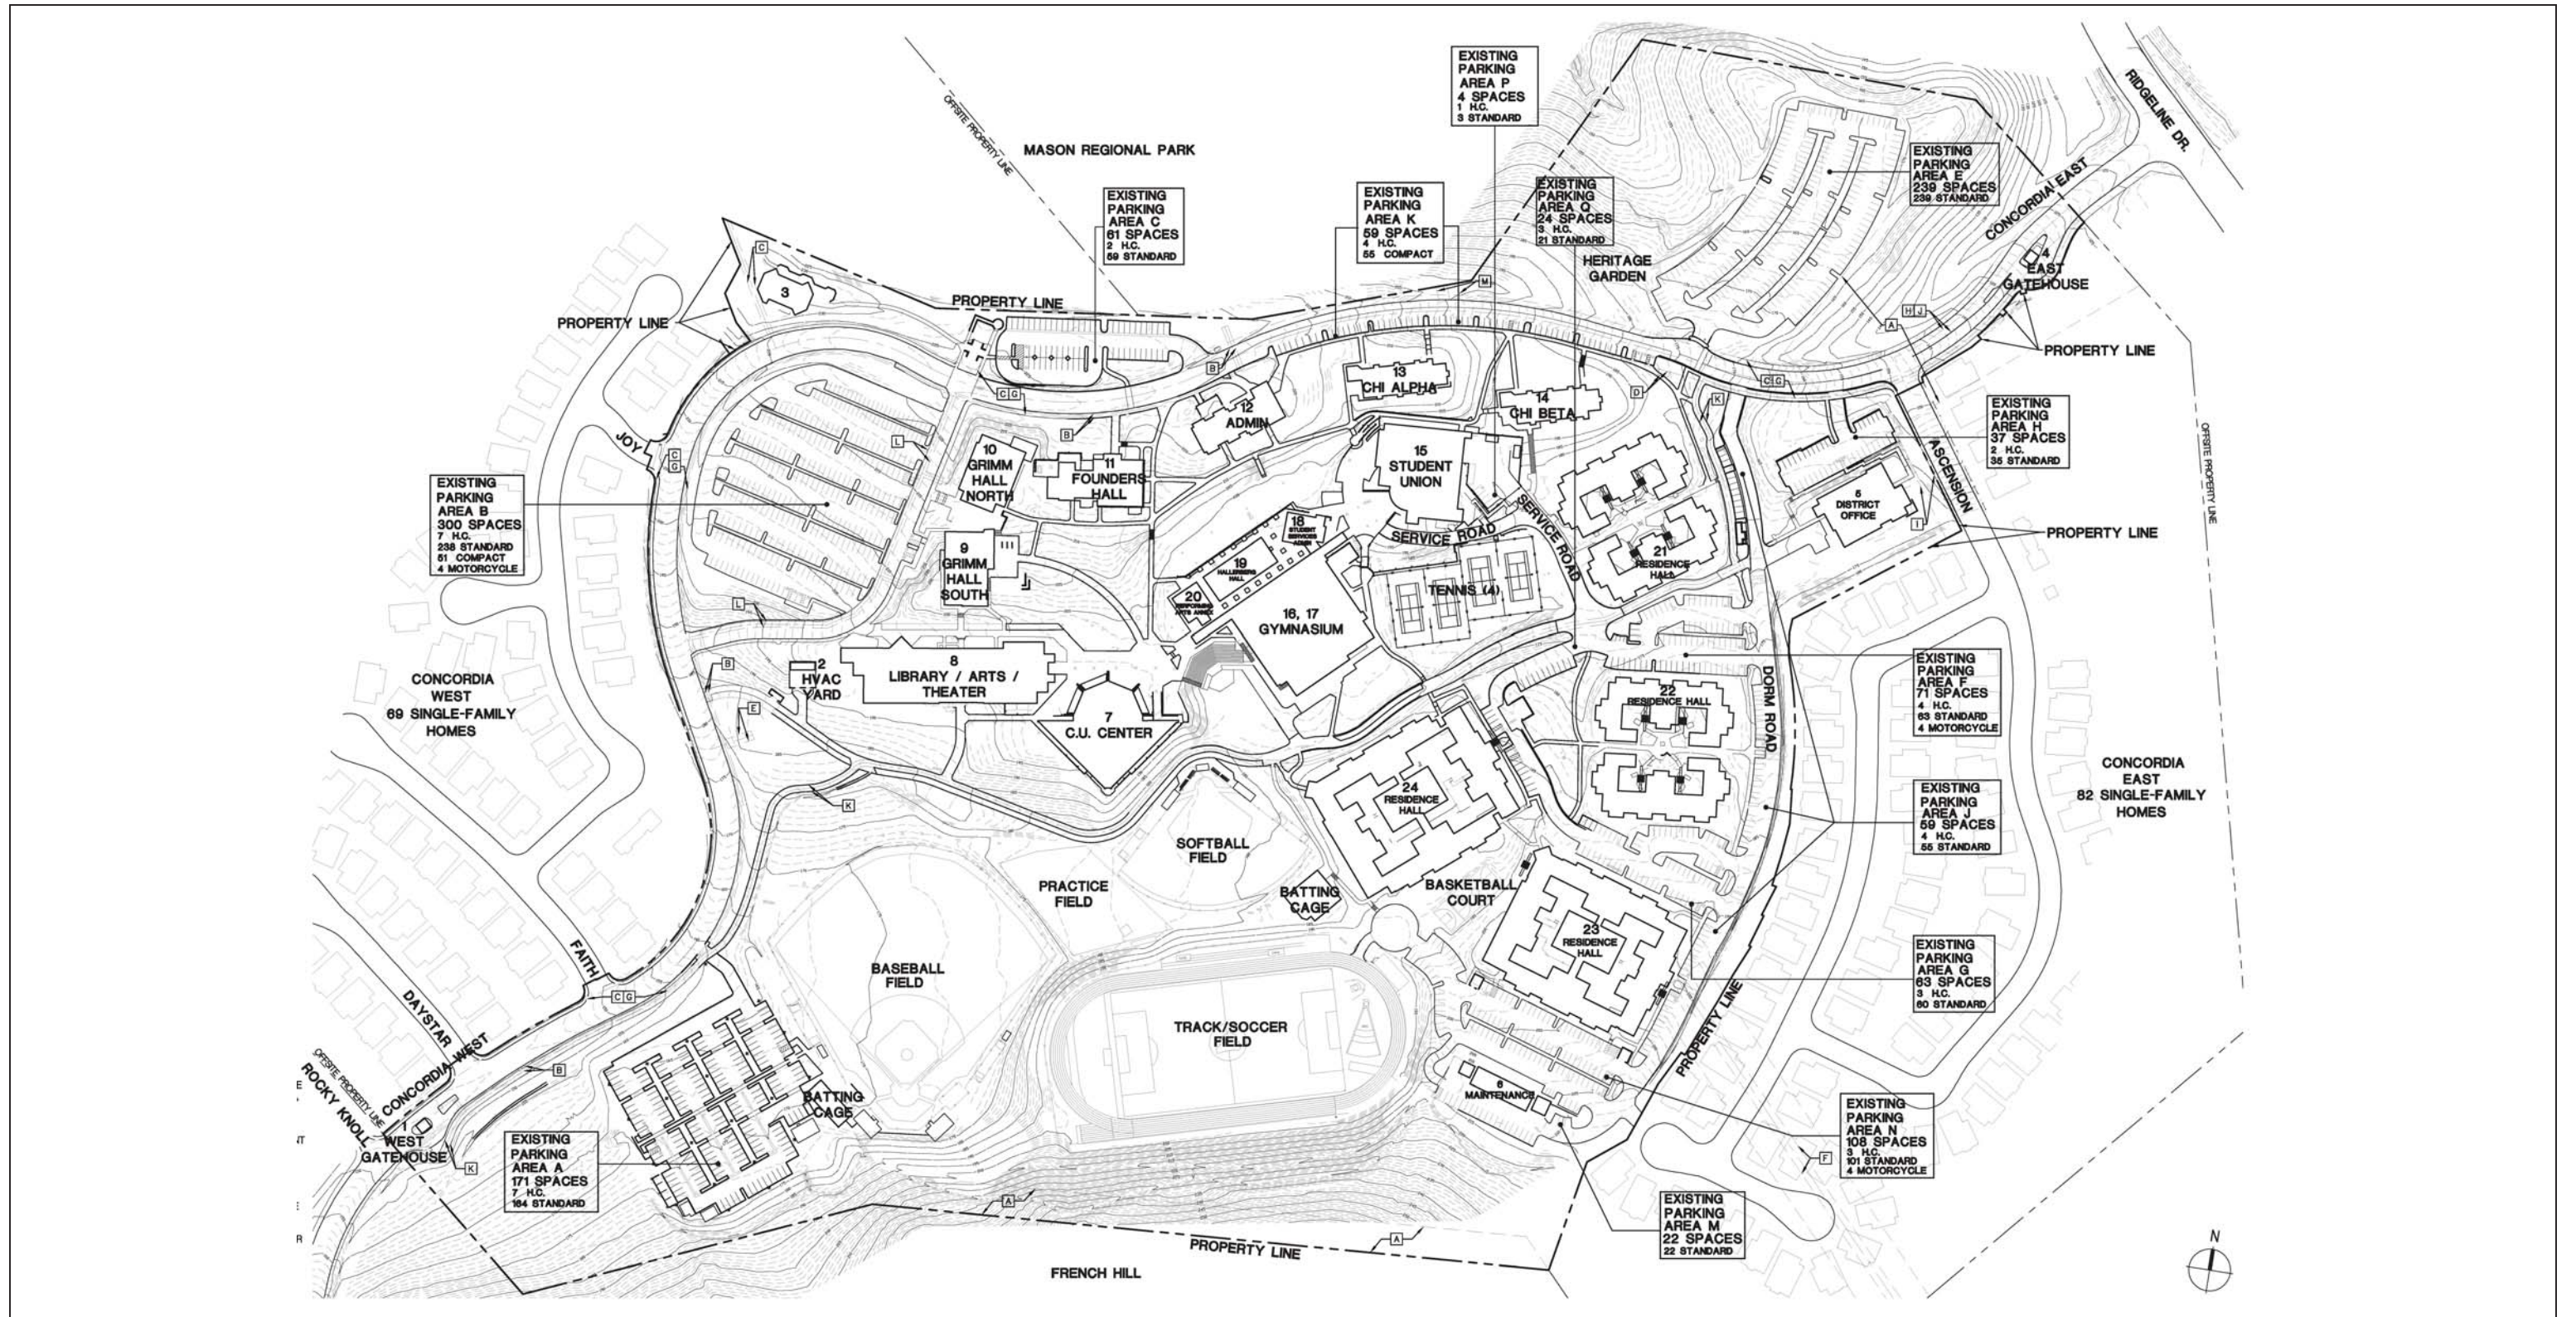 OFFSITE PROPERTY LINE
MASON REGIONAL PARK
EXISTING
PARKING
AREA P
4 SPACES
1 H.C.
3 STANDARD
RIDGELINE DR.
EXISTING
PARKING
AREA E
239 SPACES
239 STANDARD
CONCORDIA EAST
EXISTING
PARKING
AREA C
61 SPACES
2 H.C.
59 STANDARD
EXISTING
PARKING
AREA K
59 SPACES
4 H.C.
55 COMPACT
EXISTING
PARKING
AREA Q
24 SPACES
3 H.C.
21 STANDARD
HERITAGE
GARDEN
4
EAST
GATEHOUSE
C
3
PROPERTY LINE
PROPERTY LINE
M
H J
A
PROPERTY LINE
B
C G
C G
D
K
13
CHI ALPHA
14
CHI BETA
12
ADMIN
B
L
JOY
C
G
10
GRIMM
HALL
NORTH
11
FOUNDERS
HALL
15
STUDENT
UNION
EXISTING
PARKING
AREA H
37 SPACES
2 H.C.
35 STANDARD
ASCENSION
OFFSITE PROPERTY LINE
EXISTING
PARKING
AREA B
300 SPACES
7 H.C.
238 STANDARD
51 COMPACT
4 MOTORCYCLE
5
DISTRICT
OFFICE
I
PROPERTY LINE
18
STUDENT
SERVICES
ADMIN
SERVICE ROAD
SERVICE ROAD
9
GRIMM
HALL
SOUTH
19
HALLERBERG
HALL
20
PERFORMING
ARTS ANNEX
16, 17
GYMNASIUM
TENNIS (4)
21
RESIDENCE
HALL
L
B
2
HVAC
YARD
8
LIBRARY / ARTS /
THEATER
E
7
C.U. CENTER
CONCORDIA
WEST
69 SINGLE-FAMILY
HOMES
22
RESIDENCE HALL
DORM ROAD
EXISTING
PARKING
AREA F
71 SPACES
4 H.C.
63 STANDARD
4 MOTORCYCLE
K
24
RESIDENCE
HALL
EXISTING
PARKING
AREA J
59 SPACES
4 H.C.
55 STANDARD
CONCORDIA
EAST
82 SINGLE-FAMILY
HOMES
SOFTBALL
FIELD
PRACTICE
FIELD
BATTING
CAGE
BASKETBALL
COURT
23
RESIDENCE
HALL
FAITH
BASEBALL
FIELD
EXISTING
PARKING
AREA G
63 SPACES
3 H.C.
60 STANDARD
C G
DAYSTAR
TRACK/SOCCER
FIELD
PROPERTY LINE
OFFSITE PROPERTY LINE
ROCKY KNOLL
CONCORDIA WEST
B
BATTING
CAGE
6
MAINTENANCE
1
WEST
GATEHOUSE
K
EXISTING
PARKING
AREA A
171 SPACES
7 H.C.
164 STANDARD
EXISTING
PARKING
AREA N
108 SPACES
3 H.C.
101 STANDARD
4 MOTORCYCLE
F
A
EXISTING
PARKING
AREA M
22 SPACES
22 STANDARD
A
PROPERTY LINE
FRENCH HILL
N